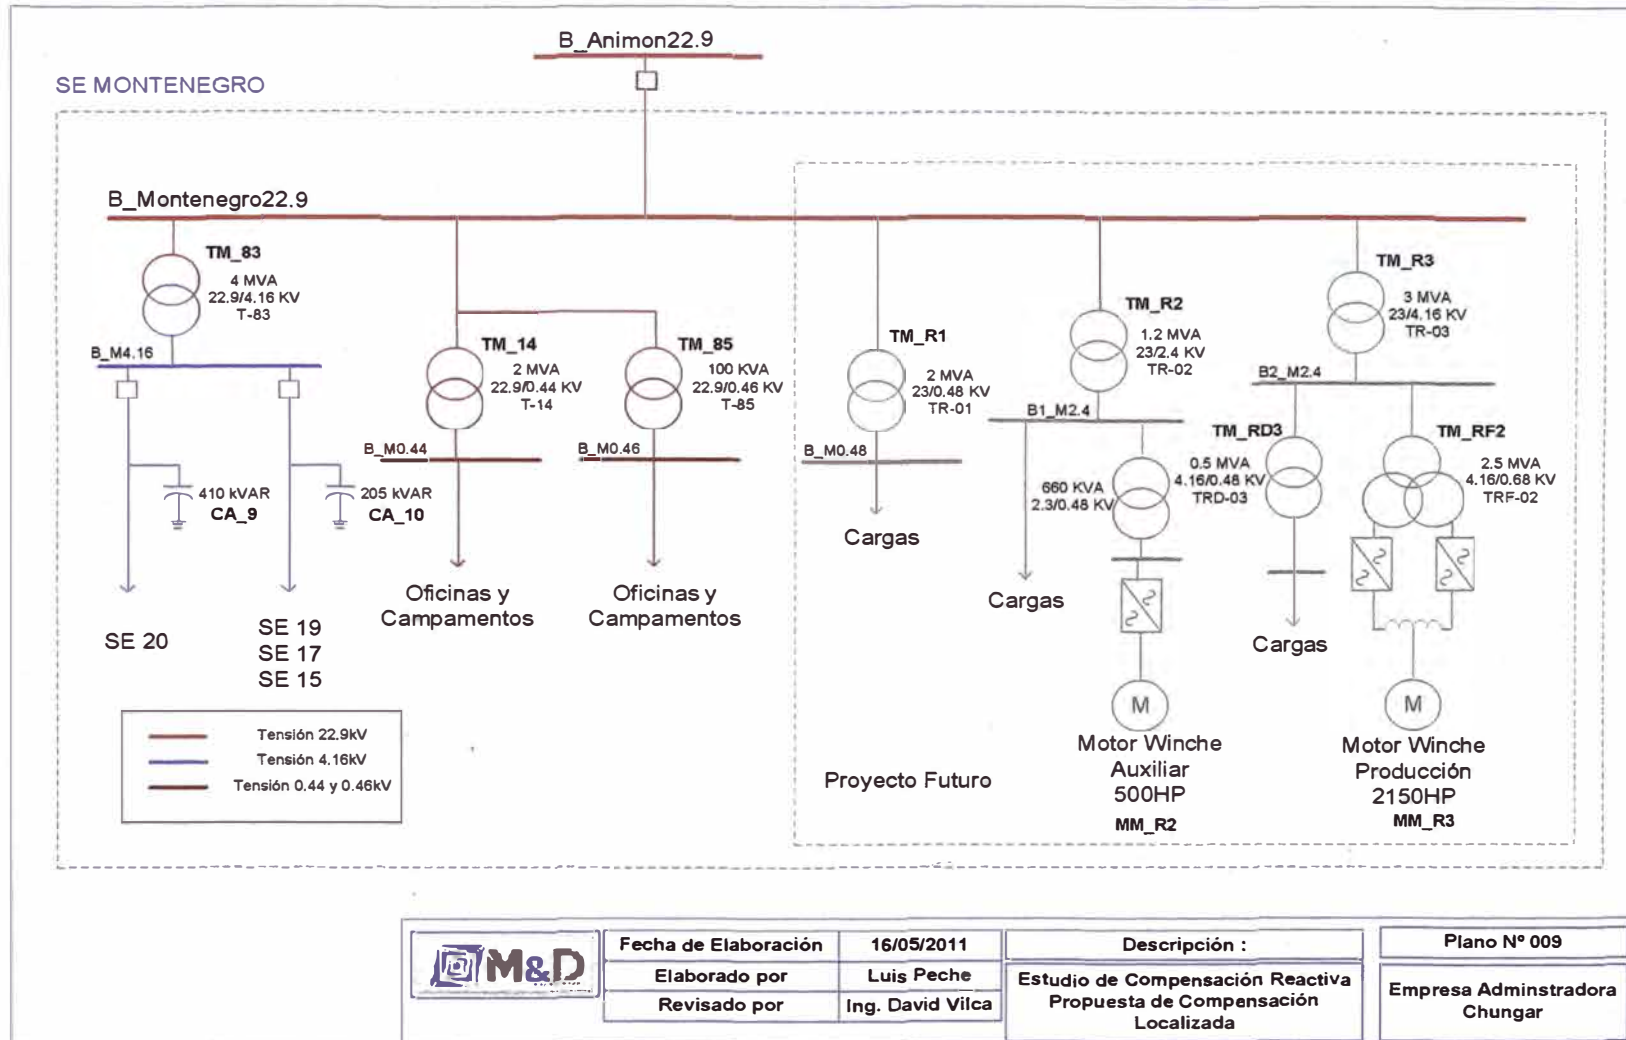 B_Animon22.9
SE MONTENEGRO
B_Montenegro22.9
TM_83
4 MVA
22.9/4.16 KV
T-83
B_M4.16
410 kVAR
CA_9
205 kVAR
CA_10
SE 20
SE 19
SE 17
SE 15
TM_14
2 MVA
22.9/0.44 KV
T-14
B_M0.44
Oficinas y
Campamentos
TM_85
100 KVA
22.9/0.46 KV
T-85
B_M0.46
Oficinas y
Campamentos
TM_R1
2 MVA
23/0.48 KV
TR-01
B_M0.48
Cargas
TM_R2
1.2 MVA
23/2.4 KV
TR-02
B1_M2.4
660 KVA
2.3/0.48 KV
Cargas
M
Motor Winche
Auxiliar
500HP
MM_R2
TM_R3
3 MVA
23/4.16 KV
TR-03
B2_M2.4
TM_RD3
0.5 MVA
4.16/0.48 KV
TRD-03
Cargas
TM_RF2
2.5 MVA
4.16/0.68 KV
TRF-02
M
Motor Winche
Producción
2150HP
MM_R3
Proyecto Futuro
Tensión 22.9kV
Tensión 4.16kV
Tensión 0.44 y 0.46kV
M&D
Fecha de Elaboración 16/05/2011
Elaborado por Luis Peche
Revisado por Ing. David Vilca
Descripción :
Estudio de Compensación Reactiva
Propuesta de Compensación
Localizada
Plano Nº 009
Empresa Adminstradora
Chungar